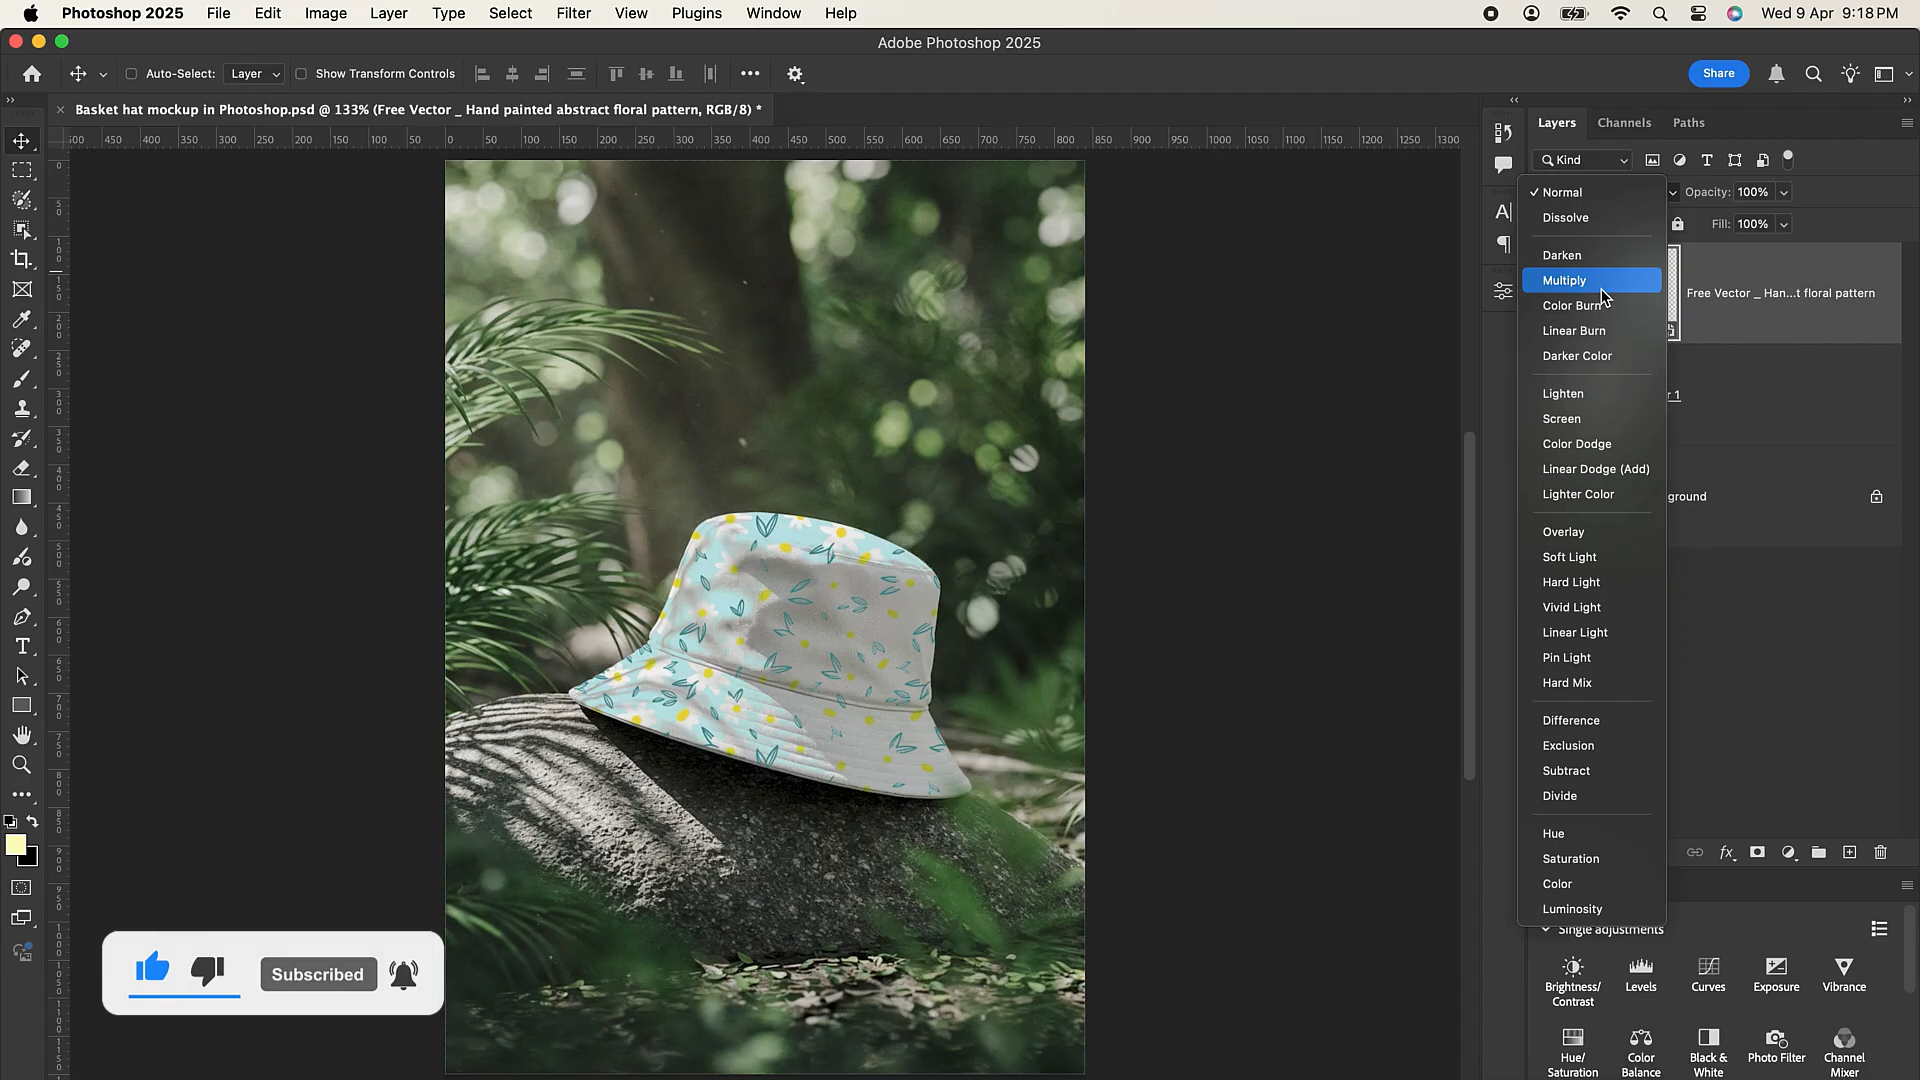 Photoshop 2025 File Edit Image Layer Type Select Filter View Plugins Window Help Wed 9 Apr 9:18 PM
Adobe Photoshop 2025
Auto-Select: Layer Show Transform Controls Share
Basket hat mockup in Photoshop.psd @ 133% (Free Vector _ Hand painted abstract floral pattern, RGB/8) *
Layers Channels Paths
Kind
Normal
Opacity: 100%
Dissolve
Fill: 100%
Darken
Multiply
Free Vector _ Han...t floral pattern
Color Burn
Linear Burn
Darker Color
Lighten
r 1
Screen
Color Dodge
Linear Dodge (Add)
Lighter Color
ground
Overlay
Soft Light
Hard Light
Vivid Light
Linear Light
Pin Light
Hard Mix
Difference
Exclusion
Subtract
Divide
Hue
Saturation
Color
Luminosity
Single adjustments
Subscribed
Brightness/
Contrast
Levels
Curves
Exposure
Vibrance
Hue/
Saturation
Color
Balance
Black &
White
Photo Filter
Channel
Mixer